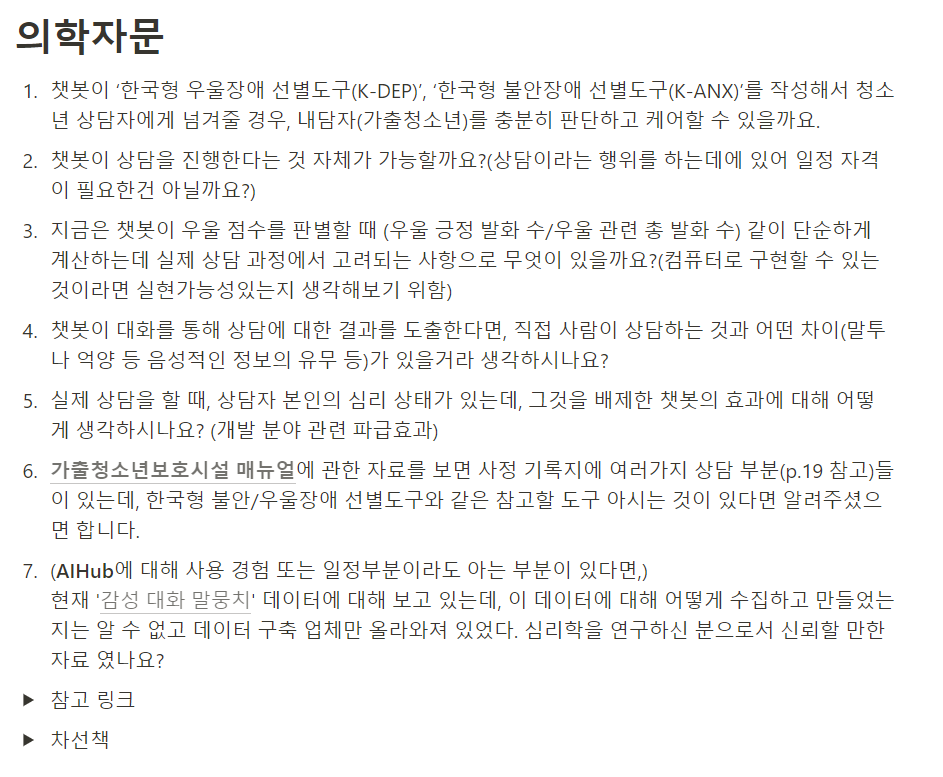 의학자문
1. 챗봇이 ‘한국형 우울장애 선별도구(K-DEP)’, ‘한국형 불안장애 선별도구(K-ANX)’를 작성해서 청소
년 상담자에게 넘겨줄 경우, 내담자(가출청소년)를 충분히 판단하고 케어할 수 있을까요.
2. 챗봇이 상담을 진행한다는 것 자체가 가능할까요?(상담이라는 행위를 하는데에 있어 일정 자격
이 필요한건 아닐까요?)
3. 지금은 챗봇이 우울 점수를 판별할 때 (우울 긍정 발화 수/우울 관련 총 발화 수) 같이 단순하게
계산하는데 실제 상담 과정에서 고려되는 사항으로 무엇이 있을까요?(컴퓨터로 구현할 수 있는
것이라면 실현가능성있는지 생각해보기 위함)
4. 챗봇이 대화를 통해 상담에 대한 결과를 도출한다면, 직접 사람이 상담하는 것과 어떤 차이(말투
나 억양 등 음성적인 정보의 유무 등)가 있을거라 생각하시나요?
5. 실제 상담을 할 때, 상담자 본인의 심리 상태가 있는데, 그것을 배제한 챗봇의 효과에 대해 어떻
게 생각하시나요? (개발 분야 관련 파급효과)
6. 가출청소년보호시설 매뉴얼에 관한 자료를 보면 사정 기록지에 여러가지 상담 부분(p.19 참고)들
이 있는데, 한국형 불안/우울장애 선별도구와 같은 참고할 도구 아시는 것이 있다면 알려주셨으
면 합니다.
7. (AIHub에 대해 사용 경험 또는 일정부분이라도 아는 부분이 있다면,)
현재 '감성 대화 말뭉치' 데이터에 대해 보고 있는데, 이 데이터에 대해 어떻게 수집하고 만들었는
지는 알 수 없고 데이터 구축 업체만 올라와져 있었다. 심리학을 연구하신 분으로서 신뢰할 만한
자료 였나요?
▶ 참고 링크
▶ 차선책